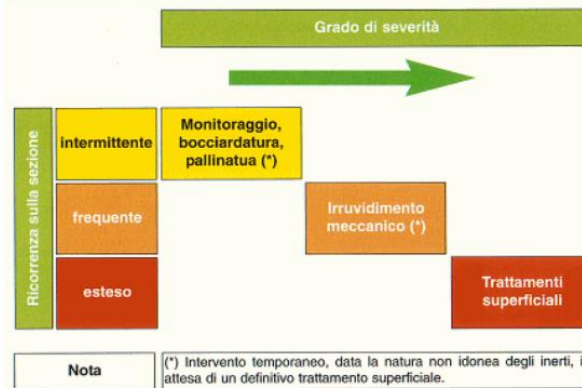 Grado di severità
Ricorrenza sulla sezione
intermittente
Monitoraggio,
bocciardatura,
pallinatua (*)
frequente
Irruvidimento
meccanico (*)
esteso
Trattamenti
superficiali
Nota
(*) Intervento temporaneo, data la natura non idonea degli inerti, i
attesa di un definitivo trattamento superficiale.